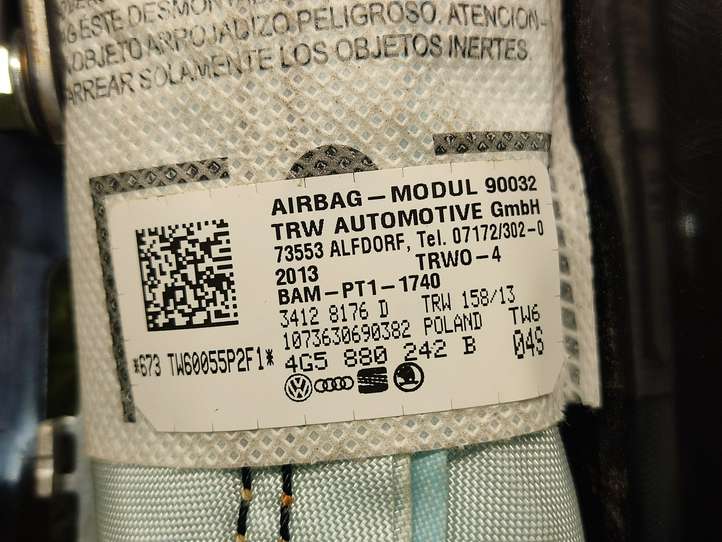 ESTE DESMON
OBJETO ARROJADIZO PELIGROSO. ATENCION-
ARREAR SOLAMENTE LOS OBJETOS INERTES.
AIRBAG-MODUL 90032
TRW AUTOMOTIVE GmbH
73553 ALFDORF, Tel. 07172/302-0
2013 TRWO-4
BAM-PT1-1740
3412 8176 D TRW 158/13
1073630690382 POLAND TW6
*673 TW60055P2F1* 4G5 880 242 B 04S